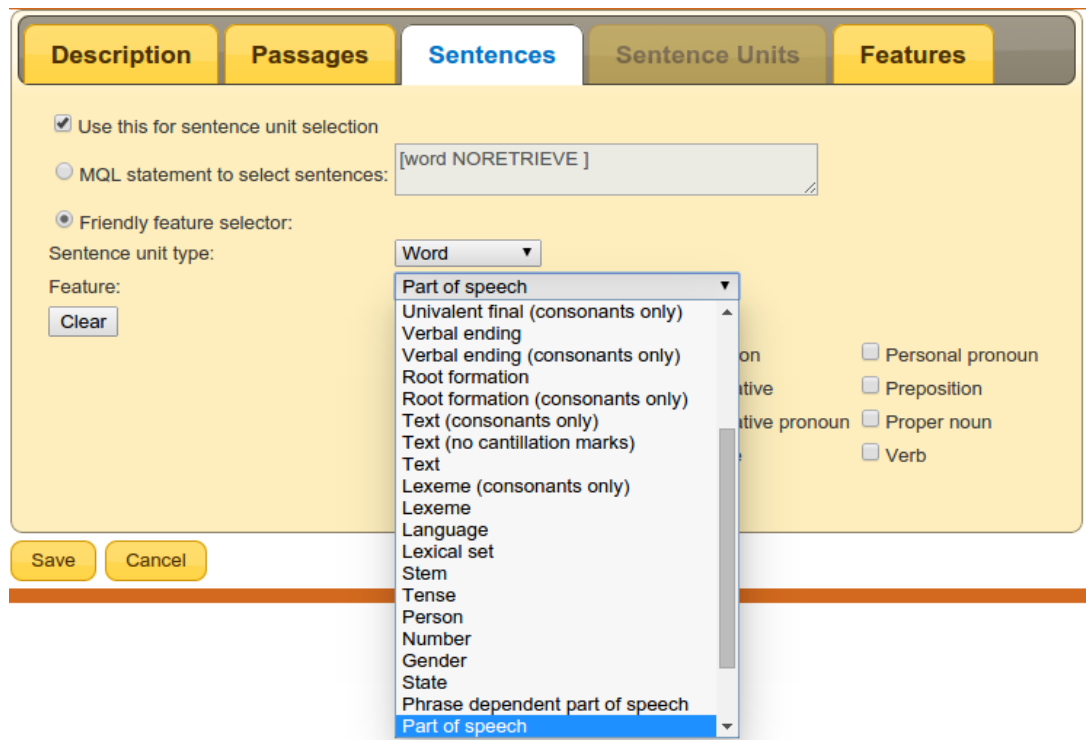 Description Passages Sentences Sentence Units Features
Use this for sentence unit selection
MQL statement to select sentences: [word NORETRIEVE ]
Friendly feature selector:
Sentence unit type: Word
Feature: Part of speech
Clear
Univalent final (consonants only)
Verbal ending
Verbal ending (consonants only)
Root formation
Root formation (consonants only)
Text (consonants only)
Text (no cantillation marks)
Text
Lexeme (consonants only)
Lexeme
Language
Lexical set
Stem
Tense
Person
Number
Gender
State
Phrase dependent part of speech
Part of speech
Personal pronoun
Preposition
pronoun Proper noun
Verb
Save Cancel